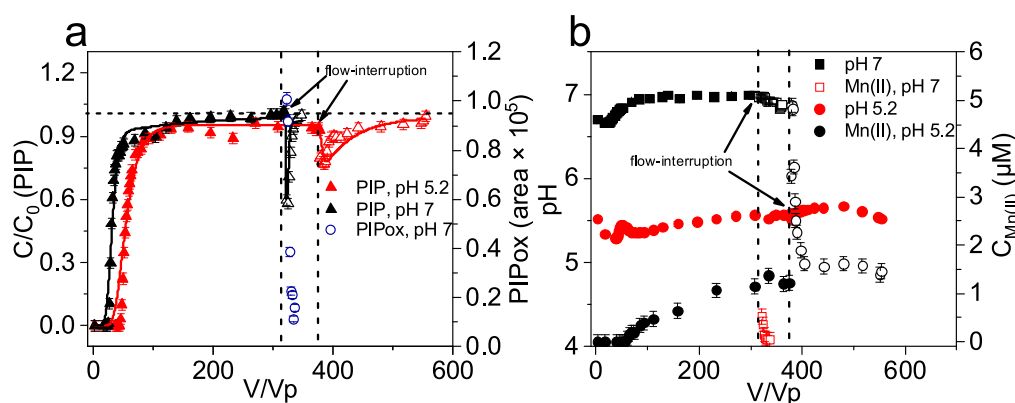 a
b
1.2
0.9
0.6
0.3
0.0
C/C₀ (PIP)
0
200
400
600
V/Vp
1.2
1.0
0.8
0.6
0.4
0.2
0.0
PIPox (area × 10⁵)
flow-interruption
PIP, pH 5.2
PIP, pH 7
PIPox, pH 7
7
6
5
4
pH
0
150
300
450
600
V/Vp
6
5
4
3
2
1
0
C_Mn(II) (µM)
flow-interruption
pH 7
Mn(II), pH 7
pH 5.2
Mn(II), pH 5.2